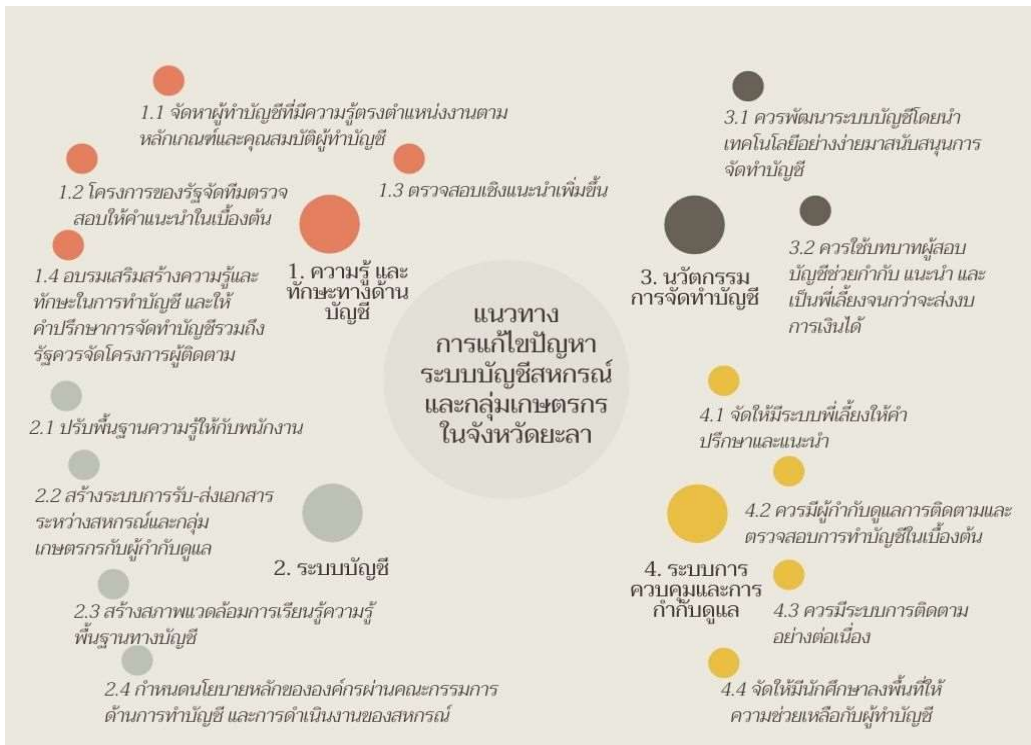 แนวทาง
การแก้ไขปัญหา
ระบบบัญชีสหกรณ์
และกลุ่มเกษตรกร
ในจังหวัดยะลา
1. ความรู้ และ
ทักษะทางด้าน
บัญชี
1.1 จัดหาผู้ทำบัญชีที่มีความรู้ตรงตำแหน่งงานตาม
หลักเกณฑ์และคุณสมบัติผู้ทำบัญชี
1.2 โครงการของรัฐจัดทีมตรวจ
สอบให้คำแนะนำในเบื้องต้น
1.3 ตรวจสอบเชิงแนะนำเพิ่มขึ้น
1.4 อบรมเสริมสร้างความรู้และ
ทักษะในการทำบัญชี และให้
คำปรึกษาการจัดทำบัญชีรวมถึง
รัฐควรจัดโครงการผู้ติดตาม
2. ระบบบัญชี
2.1 ปรับพื้นฐานความรู้ให้กับพนักงาน
2.2 สร้างระบบการรับ-ส่งเอกสาร
ระหว่างสหกรณ์และกลุ่ม
เกษตรกรกับผู้กำกับดูแล
2.3 สร้างสภาพแวดล้อมการเรียนรู้ความรู้
พื้นฐานทางบัญชี
2.4 กำหนดนโยบายหลักขององค์กรผ่านคณะกรรมการ
ด้านการทำบัญชี และการดำเนินงานของสหกรณ์
3. นวัตกรรม
การจัดทำบัญชี
3.1 ควรพัฒนาระบบบัญชีโดยนำ
เทคโนโลยีอย่างง่ายมาสนับสนุนการ
จัดทำบัญชี
3.2 ควรใช้บทบาทผู้สอบ
บัญชีช่วยกำกับ แนะนำ และ
เป็นพี่เลี้ยงจนกว่าจะส่งงบ
การเงินได้
4. ระบบการ
ควบคุมและการ
กำกับดูแล
4.1 จัดให้มีระบบพี่เลี้ยงให้คำ
ปรึกษาและแนะนำ
4.2 ควรมีผู้กำกับดูแลการติดตามและ
ตรวจสอบการทำบัญชีในเบื้องต้น
4.3 ควรมีระบบการติดตาม
อย่างต่อเนื่อง
4.4 จัดให้มีนักศึกษาลงพื้นที่ให้
ความช่วยเหลือกับผู้ทำบัญชี